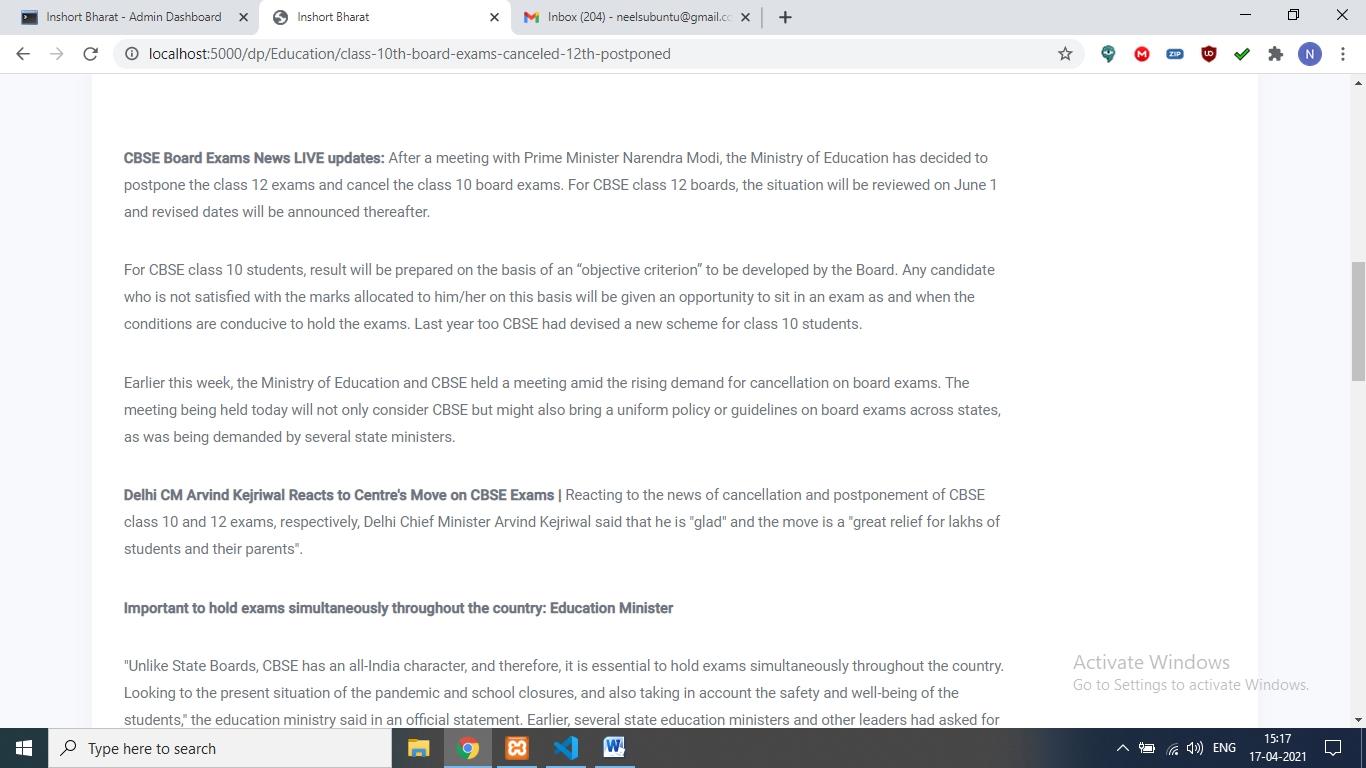 Inshort Bharat - Admin Dashboard
Inshort Bharat
Inbox (204) - neelsubuntu@gmail.cc
localhost:5000/dp/Education/class-10th-board-exams-canceled-12th-postponed
ZIP
N
CBSE Board Exams News LIVE updates: After a meeting with Prime Minister Narendra Modi, the Ministry of Education has decided to
postpone the class 12 exams and cancel the class 10 board exams. For CBSE class 12 boards, the situation will be reviewed on June 1
and revised dates will be announced thereafter.
For CBSE class 10 students, result will be prepared on the basis of an “objective criterion” to be developed by the Board. Any candidate
who is not satisfied with the marks allocated to him/her on this basis will be given an opportunity to sit in an exam as and when the
conditions are conducive to hold the exams. Last year too CBSE had devised a new scheme for class 10 students.
Earlier this week, the Ministry of Education and CBSE held a meeting amid the rising demand for cancellation on board exams. The
meeting being held today will not only consider CBSE but might also bring a uniform policy or guidelines on board exams across states,
as was being demanded by several state ministers.
Delhi CM Arvind Kejriwal Reacts to Centre's Move on CBSE Exams | Reacting to the news of cancellation and postponement of CBSE
class 10 and 12 exams, respectively, Delhi Chief Minister Arvind Kejriwal said that he is "glad" and the move is a "great relief for lakhs of
students and their parents".
Important to hold exams simultaneously throughout the country: Education Minister
"Unlike State Boards, CBSE has an all-India character, and therefore, it is essential to hold exams simultaneously throughout the country.
Looking to the present situation of the pandemic and school closures, and also taking in account the safety and well-being of the
students," the education ministry said in an official statement. Earlier, several state education ministers and other leaders had asked for
Activate Windows
Go to Settings to activate Windows.
Type here to search
ENG
15:17
17-04-2021